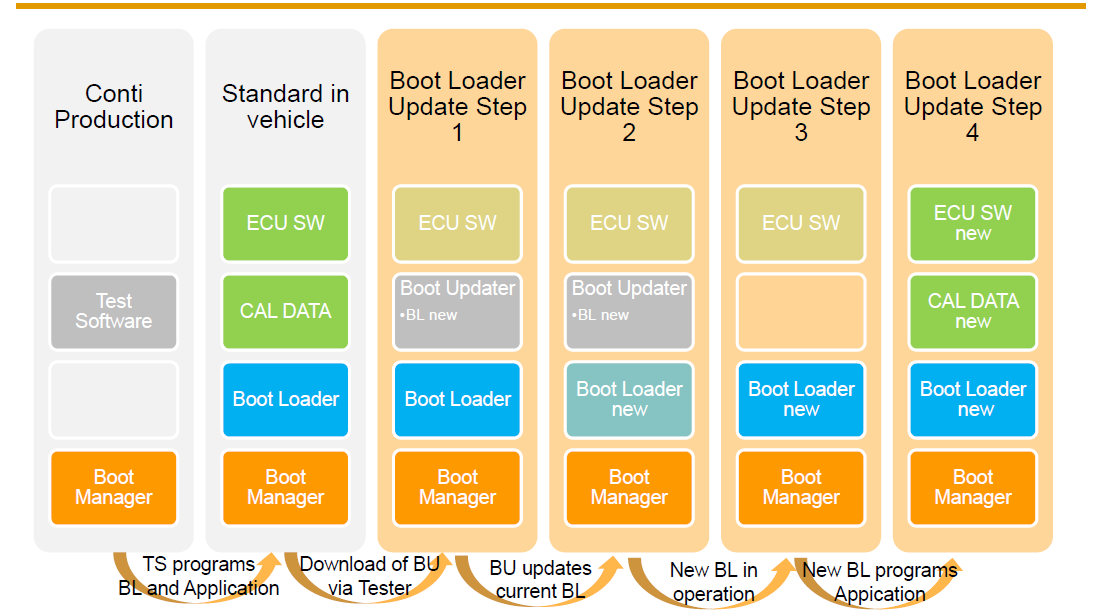 Conti
Production
Standard in
vehicle
Boot Loader
Update Step
1
Boot Loader
Update Step
2
Boot Loader
Update Step
3
Boot Loader
Update Step
4
ECU SW
ECU SW
ECU SW
ECU SW
ECU SW
new
Test
Software
CAL DATA
Boot Updater
•BL new
Boot Updater
•BL new
CAL DATA
new
Boot Loader
Boot Loader
Boot Loader
new
Boot Loader
new
Boot Loader
new
Boot
Manager
Boot
Manager
Boot
Manager
Boot
Manager
Boot
Manager
Boot
Manager
TS programs
BL and Application
Download of BU
via Tester
BU updates
current BL
New BL in
operation
New BL programs
Appication